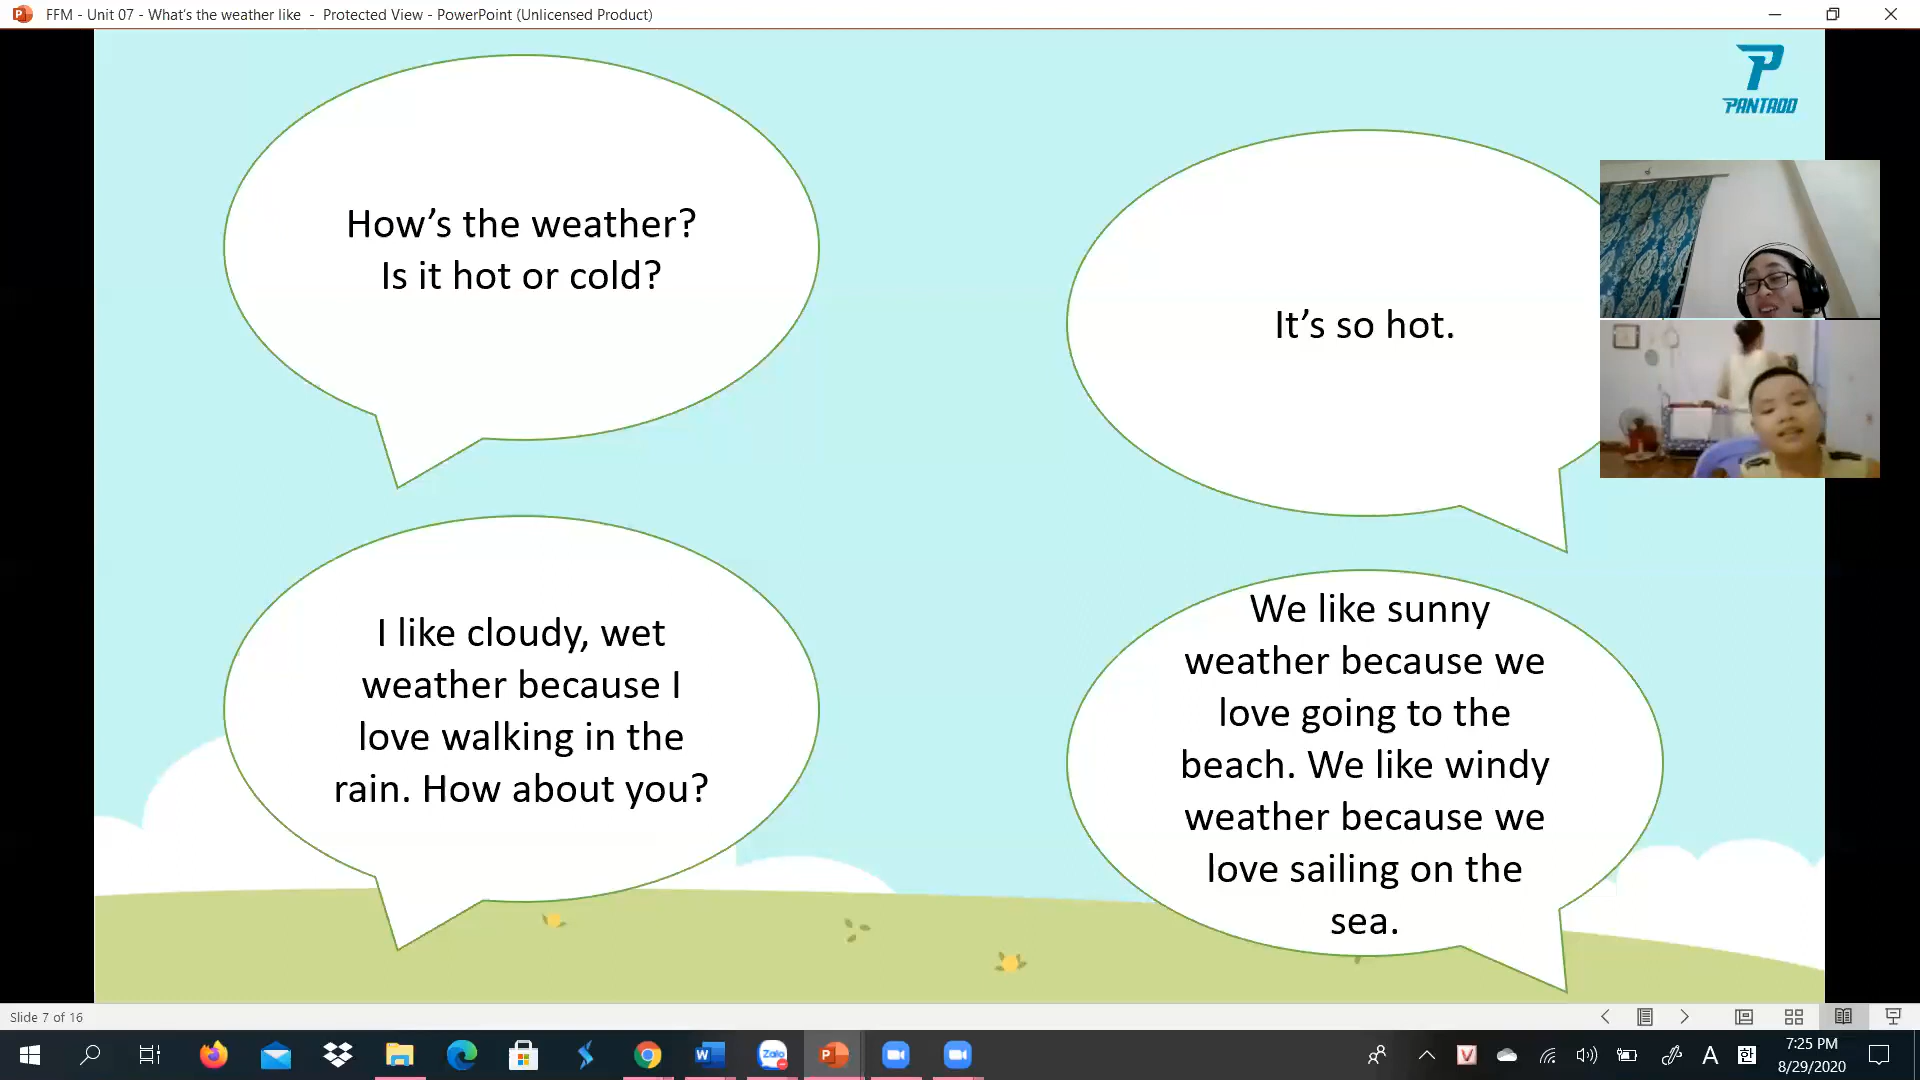 FFM - Unit 07 - What's the weather like - Protected View - PowerPoint (Unlicensed Product)
PANTADO
How's the weather?
Is it hot or cold?
It's so hot.
I like cloudy, wet
weather because I
love walking in the
rain. How about you?
We like sunny
weather because we
love going to the
beach. We like windy
weather because we
love sailing on the
sea.
Slide 7 of 16
Zalo
A
한
7:25 PM
8/29/2020